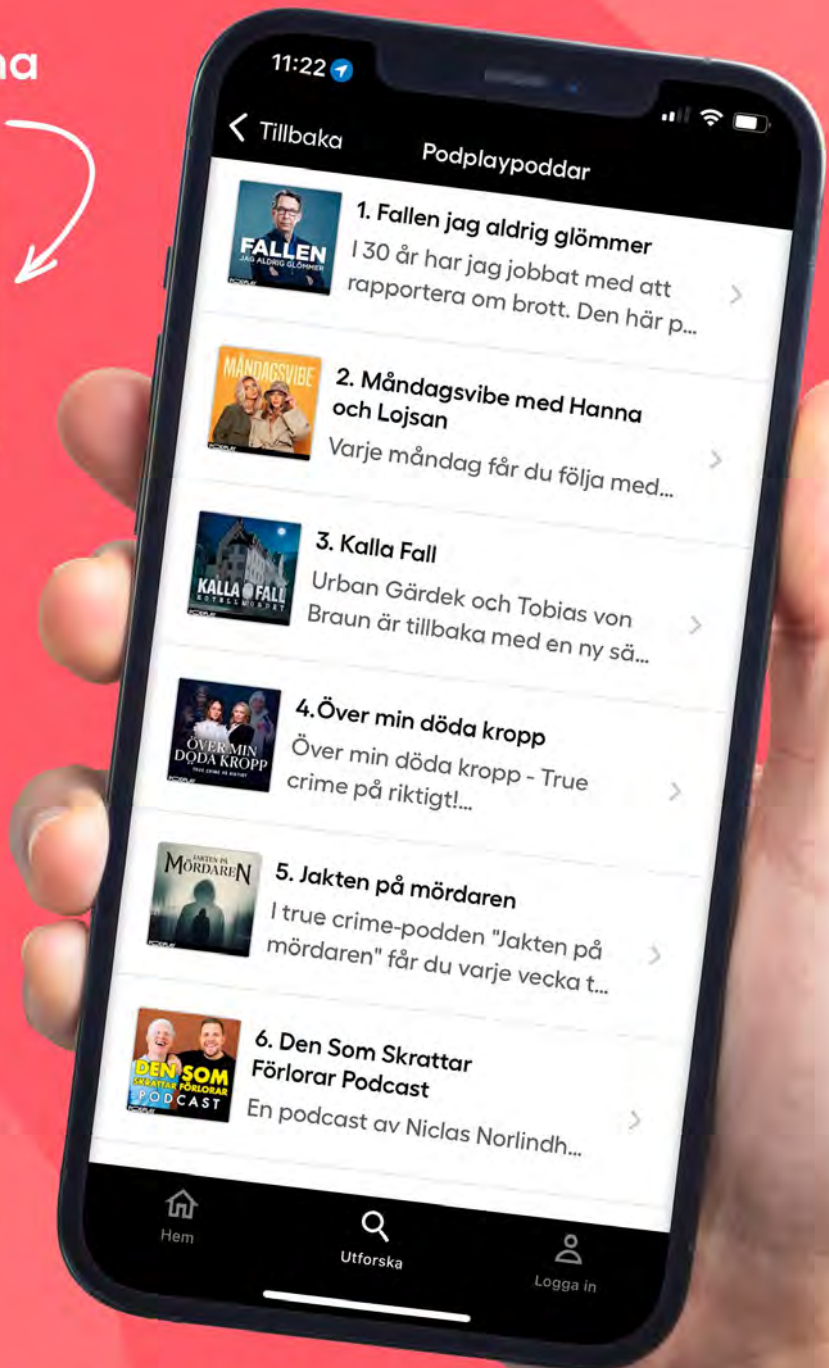 na
11:22
Tillbaka
Podplaypoddar
FALLEN
JAG ALDRIG GLÖMMER
1. Fallen jag aldrig glömmer
I 30 år har jag jobbat med att
rapportera om brott. Den här p...
MÅNDAGSVIBE
2. Måndagsvibe med Hanna
och Lojsan
Varje måndag får du följa med...
KALLA FALL
HOTELLMORDET
3. Kalla Fall
Urban Gärdek och Tobias von
Braun är tillbaka med en ny sä...
ÖVER MIN
DÖDA KROPP
TRUE CRIME PÅ RIKTIGT
4.Över min döda kropp
Över min döda kropp - True
crime på riktigt!...
JAKTEN PÅ
MÖRDAREN
5. Jakten på mördaren
I true crime-podden "Jakten på
mördaren" får du varje vecka t...
DEN SOM
SKRATTAR FÖRLORAR
PODCAST
6. Den Som Skrattar
Förlorar Podcast
En podcast av Niclas Norlindh...
Hem
Utforska
Logga in